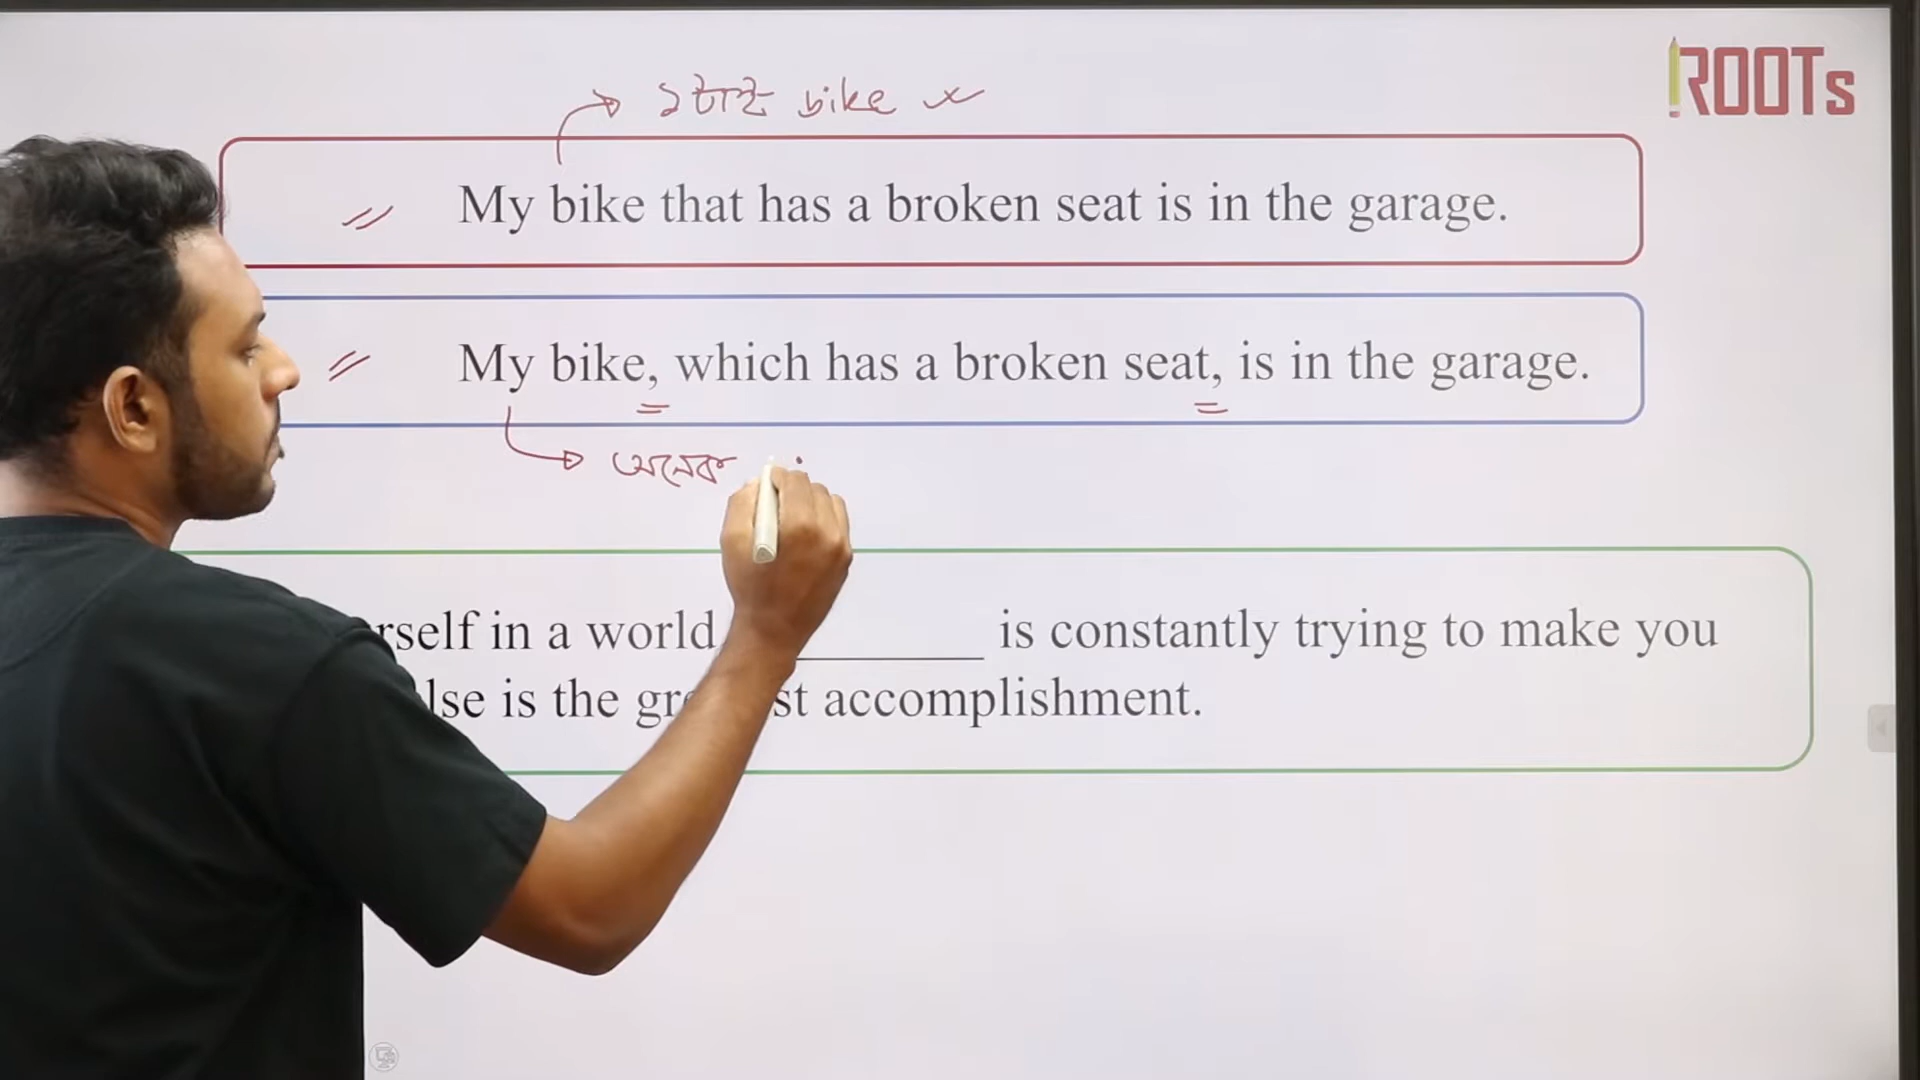 ROOTs
১টাই bike
My bike that has a broken seat is in the garage.
My bike, which has a broken seat, is in the garage.
অনেক
rself in a world ________ is constantly trying to make you
lse is the gre st accomplishment.